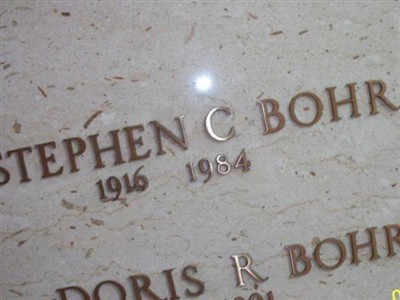 STEPHEN C BOHR
1916 1984
DORIS R BOHR